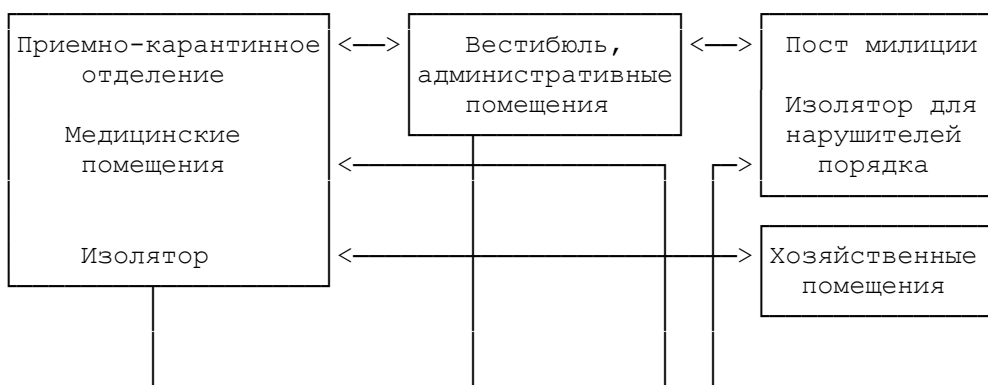 Приемно-карантинное
отделение
Медицинские
помещения
Изолятор
Вестибюль,
административные
помещения
Пост милиции
Изолятор для
нарушителей
порядка
Хозяйственные
помещения